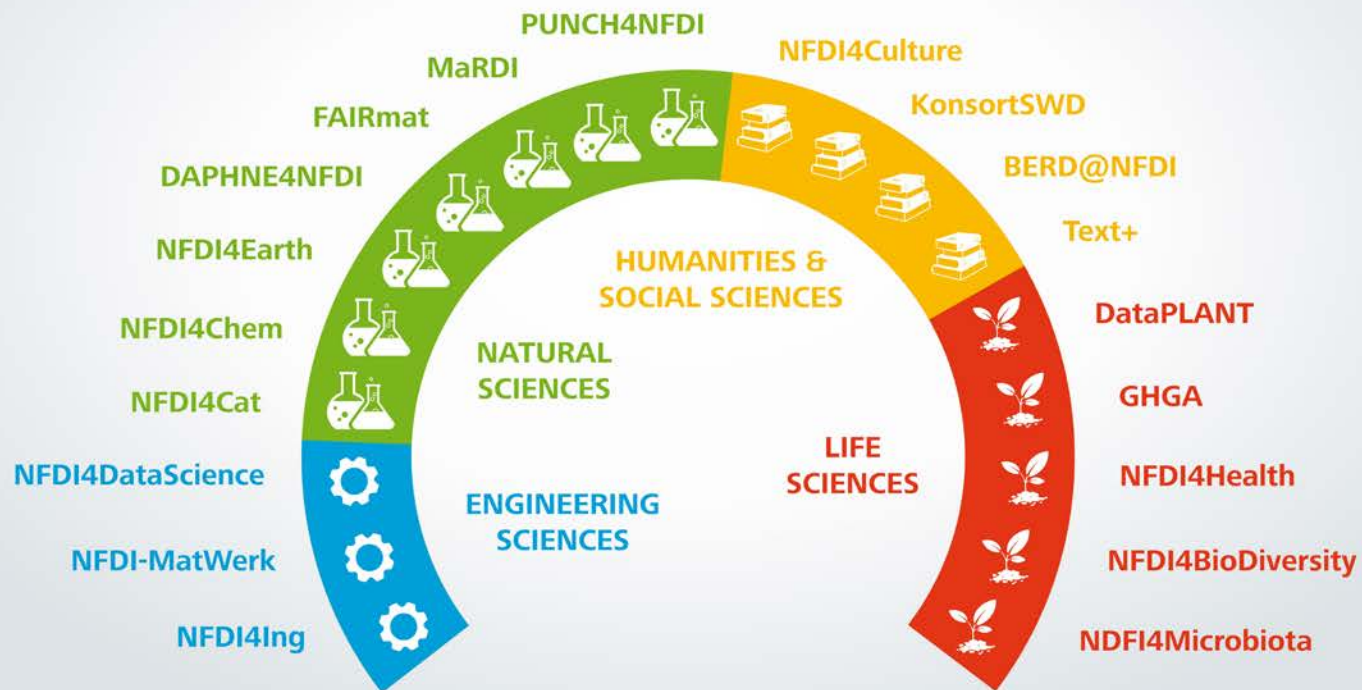 PUNCH4NFDI
MaRDI
FAIRmat
DAPHNE4NFDI
NFDI4Earth
NFDI4Chem
NFDI4Cat
NFDI4DataScience
NFDI-MatWerk
NFDI4Ing
NFDI4Culture
KonsortSWD
BERD@NFDI
Text+
DataPLANT
GHGA
NFDI4Health
NFDI4BioDiversity
NDFI4Microbiota
HUMANITIES &
SOCIAL SCIENCES
NATURAL
SCIENCES
LIFE
SCIENCES
ENGINEERING
SCIENCES